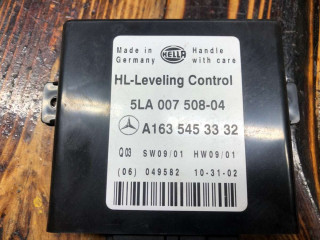 Made in Germany HELLA Handle with care
HL-Leveling Control
5LA 007 508-04
A163 545 33 32
Q03 SW09/01 HW09/01
(06) 049582 10-31-02